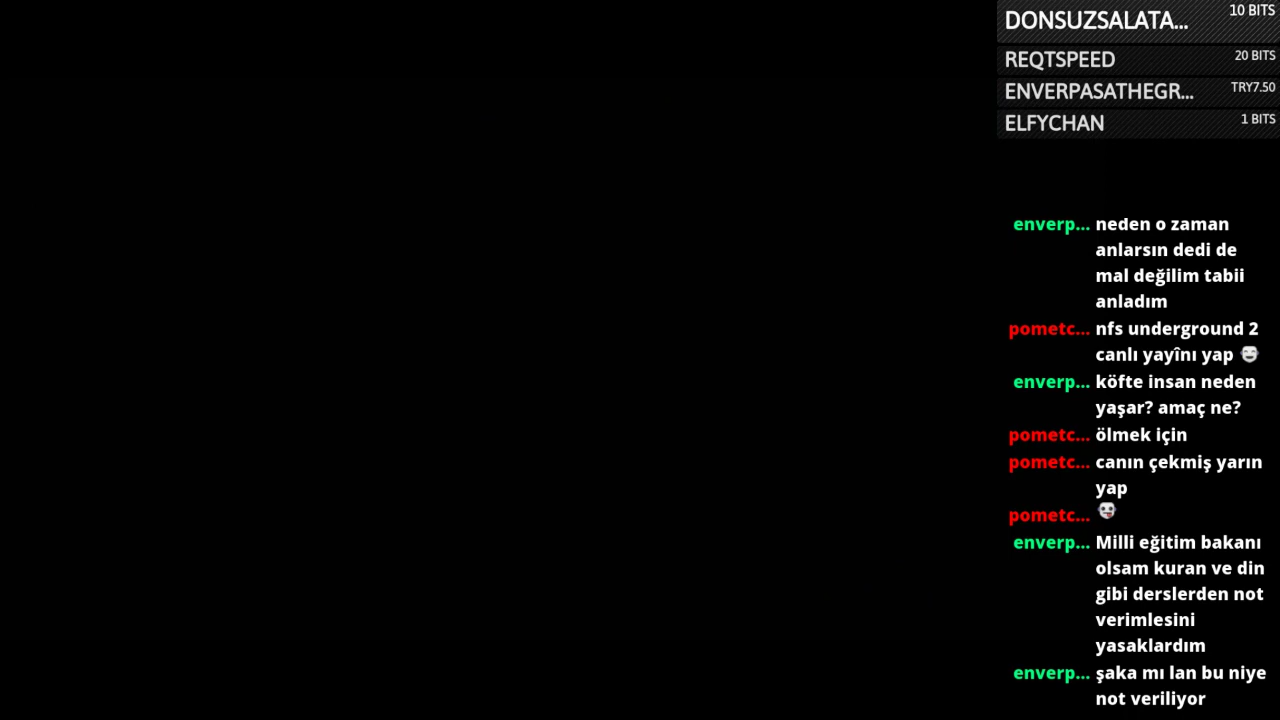 DONSUZSALATA... 10 BITS
REQTSPEED 20 BITS
ENVERPASATHEGR... TRY7.50
ELFYCHAN 1 BITS
enverp... neden o zaman
anlarsın dedi de
mal değilim tabii
anladım
pometc... nfs underground 2
canlı yayînı yap
enverp... köfte insan neden
yaşar? amaç ne?
pometc... ölmek için
pometc... canın çekmiş yarın
yap
pometc...
enverp... Milli eğitim bakanı
olsam kuran ve din
gibi derslerden not
verimlesini
yasaklardım
enverp... şaka mı lan bu niye
not veriliyor